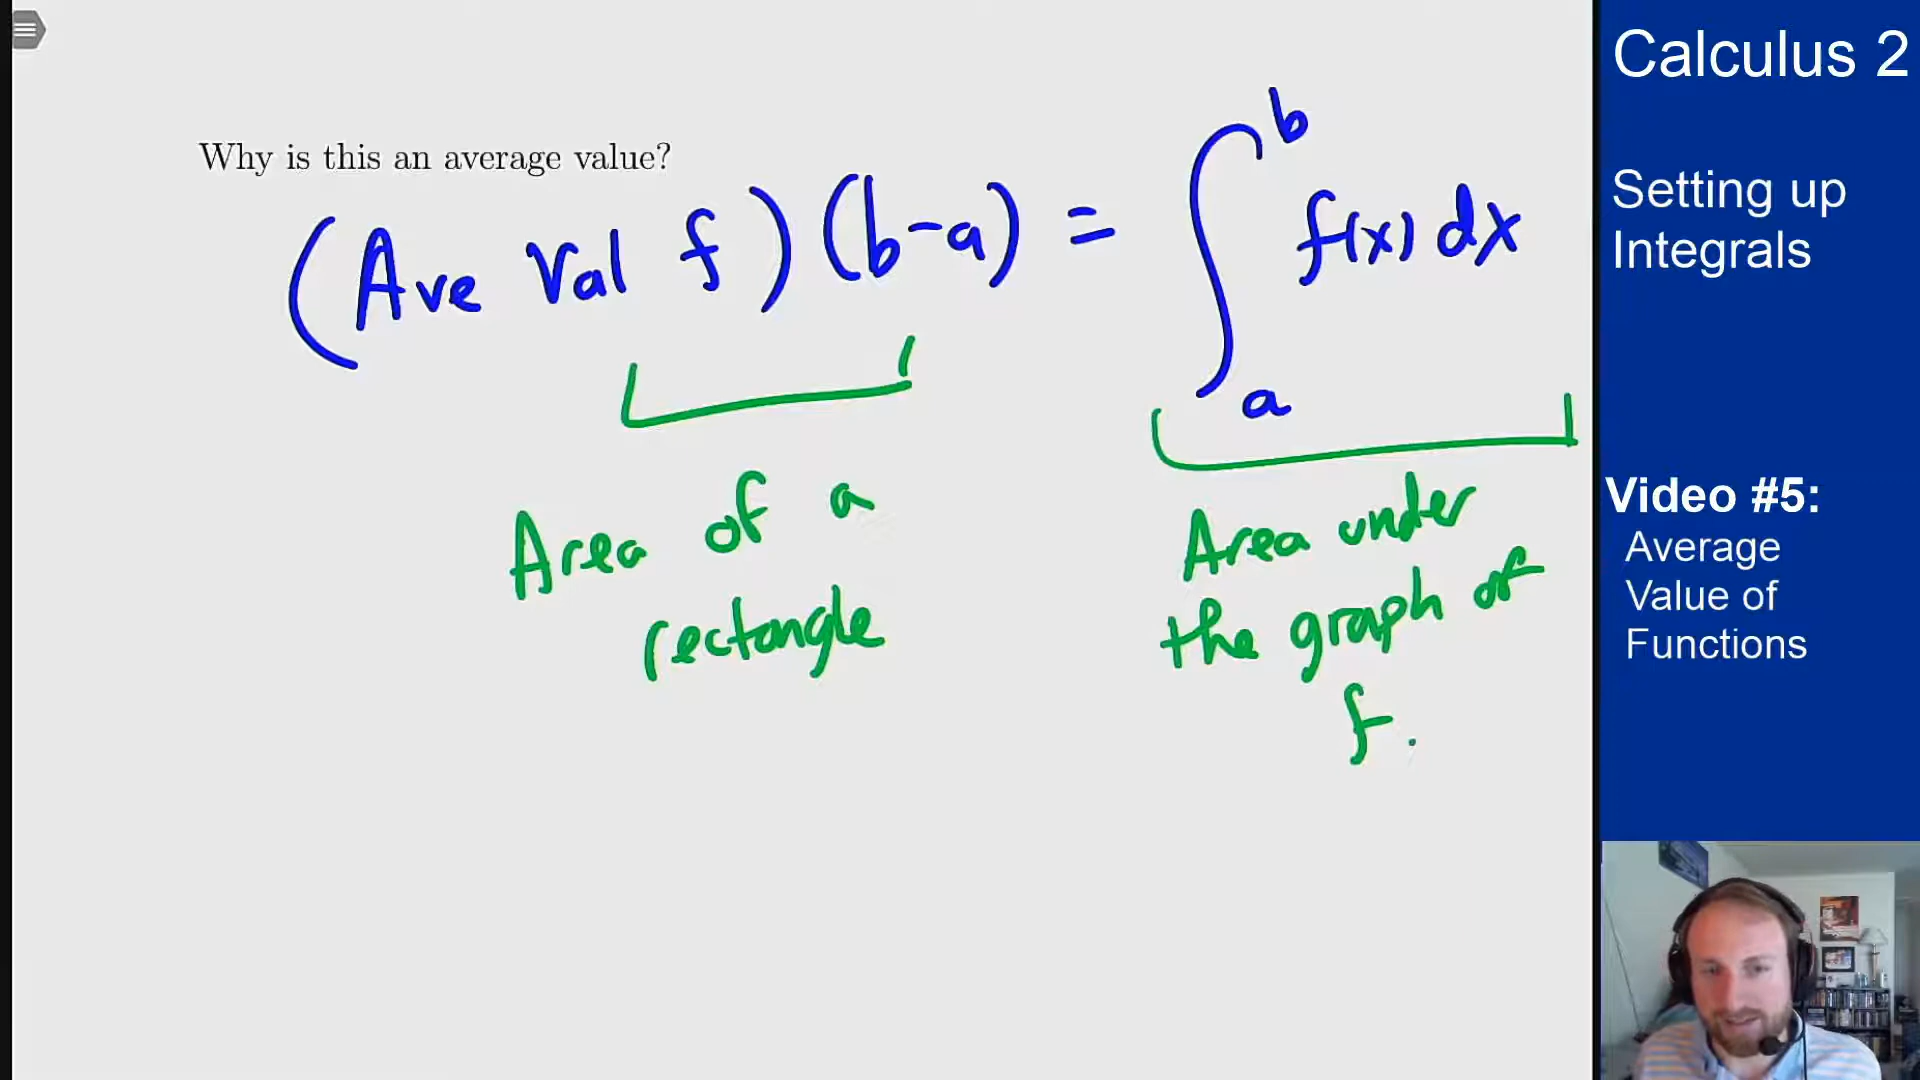 Why is this an average value?
(Ave Val f)(b-a) = ∫_a^b f(x) dx
Area of a
rectangle
Area under
the graph of
f.
Calculus 2
Setting up
Integrals
Video #5:
Average
Value of
Functions